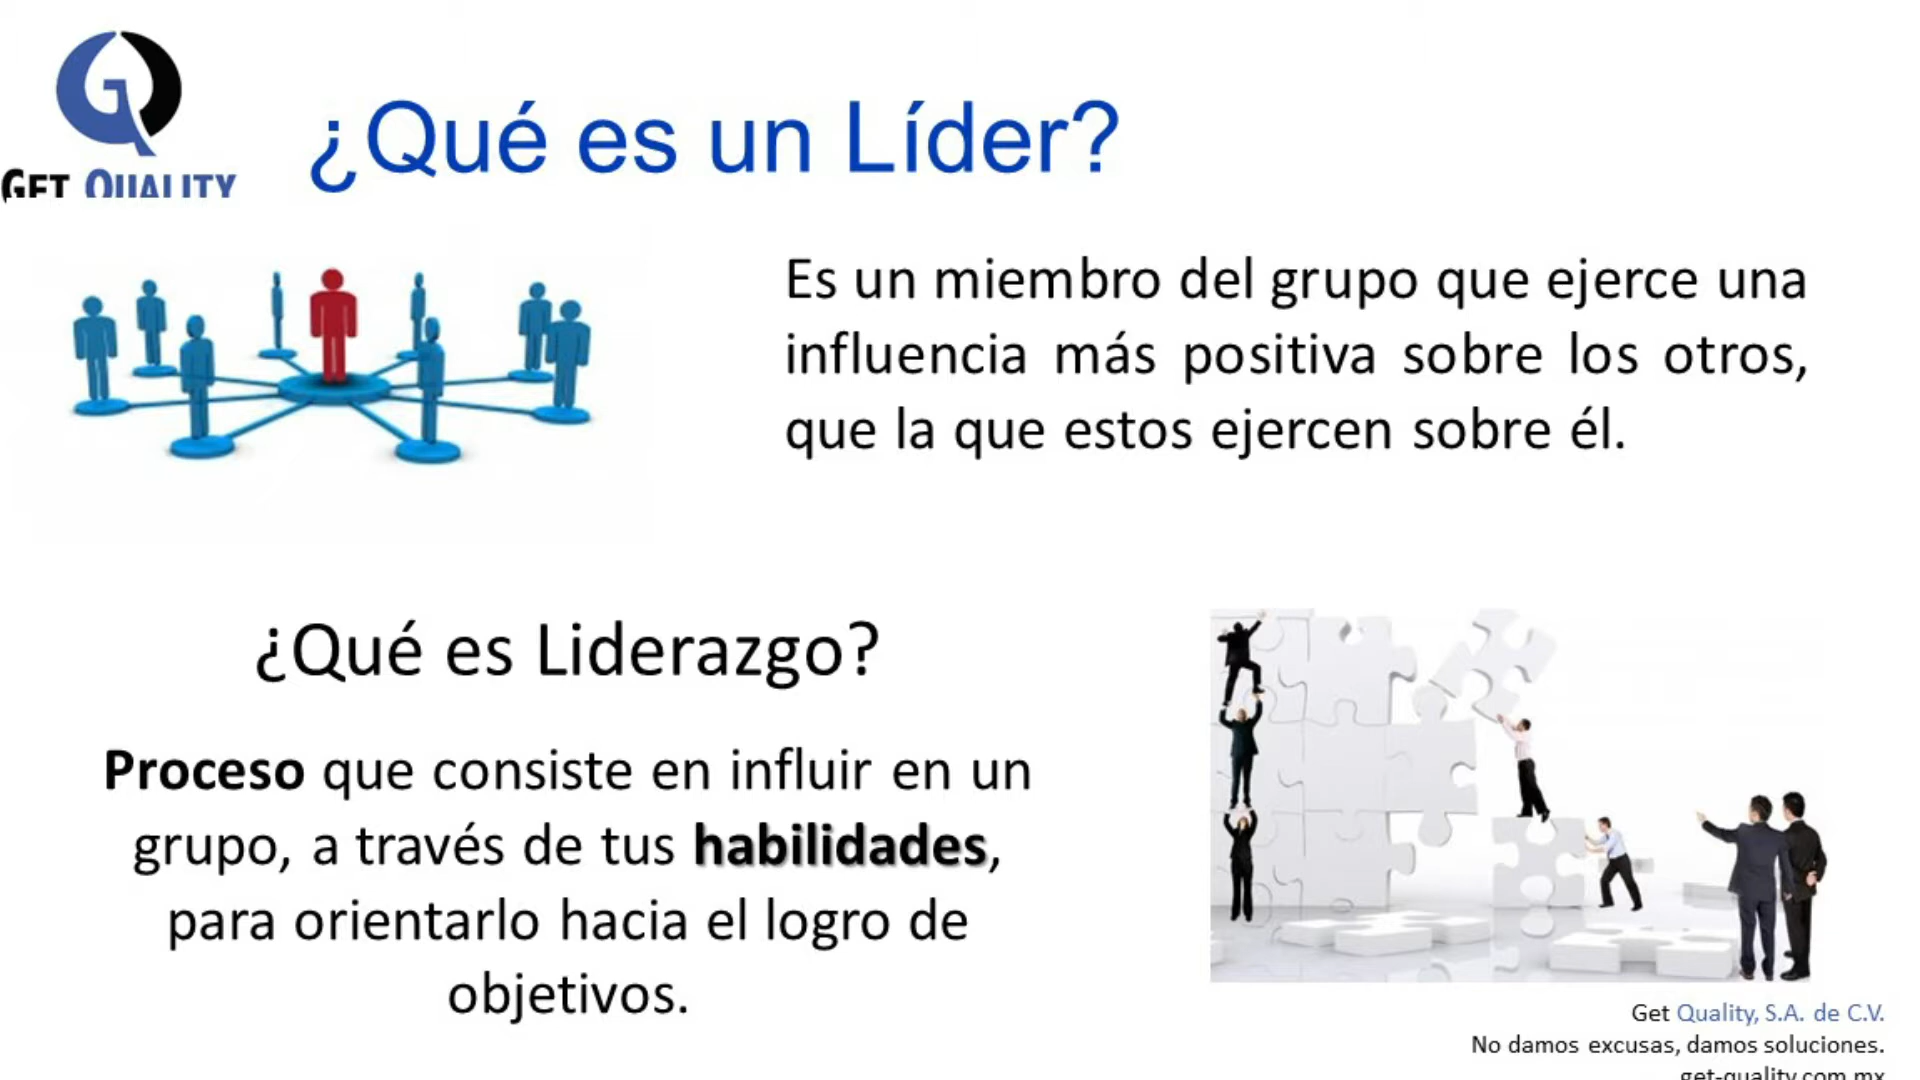 GET QUALITY
¿Qué es un Líder?
Es un miembro del grupo que ejerce una
influencia más positiva sobre los otros,
que la que estos ejercen sobre él.
¿Qué es Liderazgo?
Proceso que consiste en influir en un
grupo, a través de tus habilidades,
para orientarlo hacia el logro de
objetivos.
Get Quality, S.A. de C.V.
No damos excusas, damos soluciones.
get-quality.com.mx